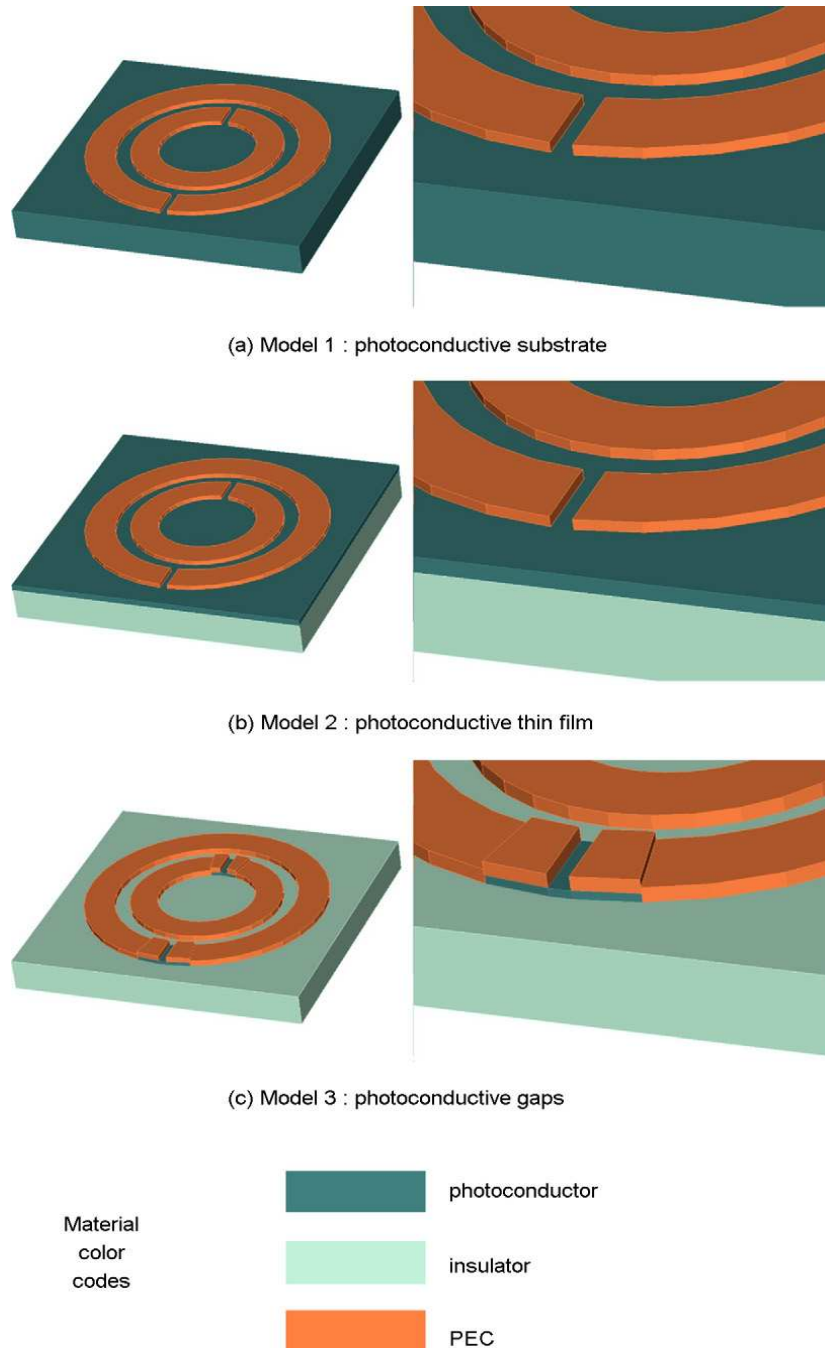 (a) Model 1 : photoconductive substrate
(b) Model 2 : photoconductive thin film
(c) Model 3 : photoconductive gaps
Material
color
codes
photoconductor
insulator
PEC